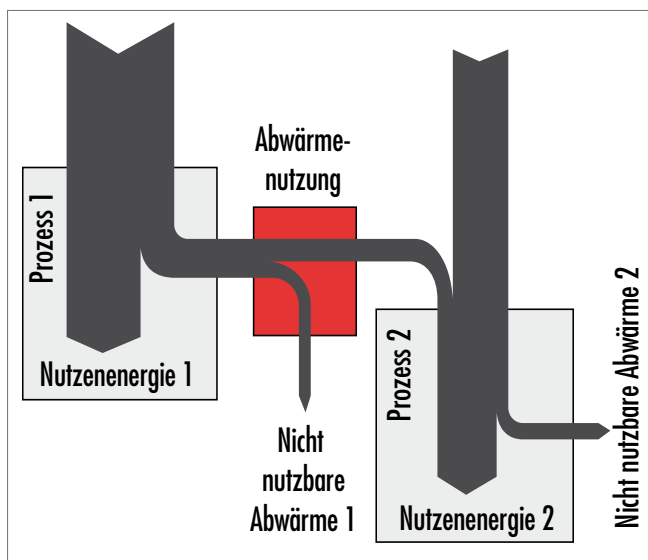 Abwärme-
nutzung
Prozess 1
Nutzenenergie 1
Nicht
nutzbare
Abwärme 1
Prozess 2
Nutzenenergie 2
Nicht nutzbare Abwärme 2